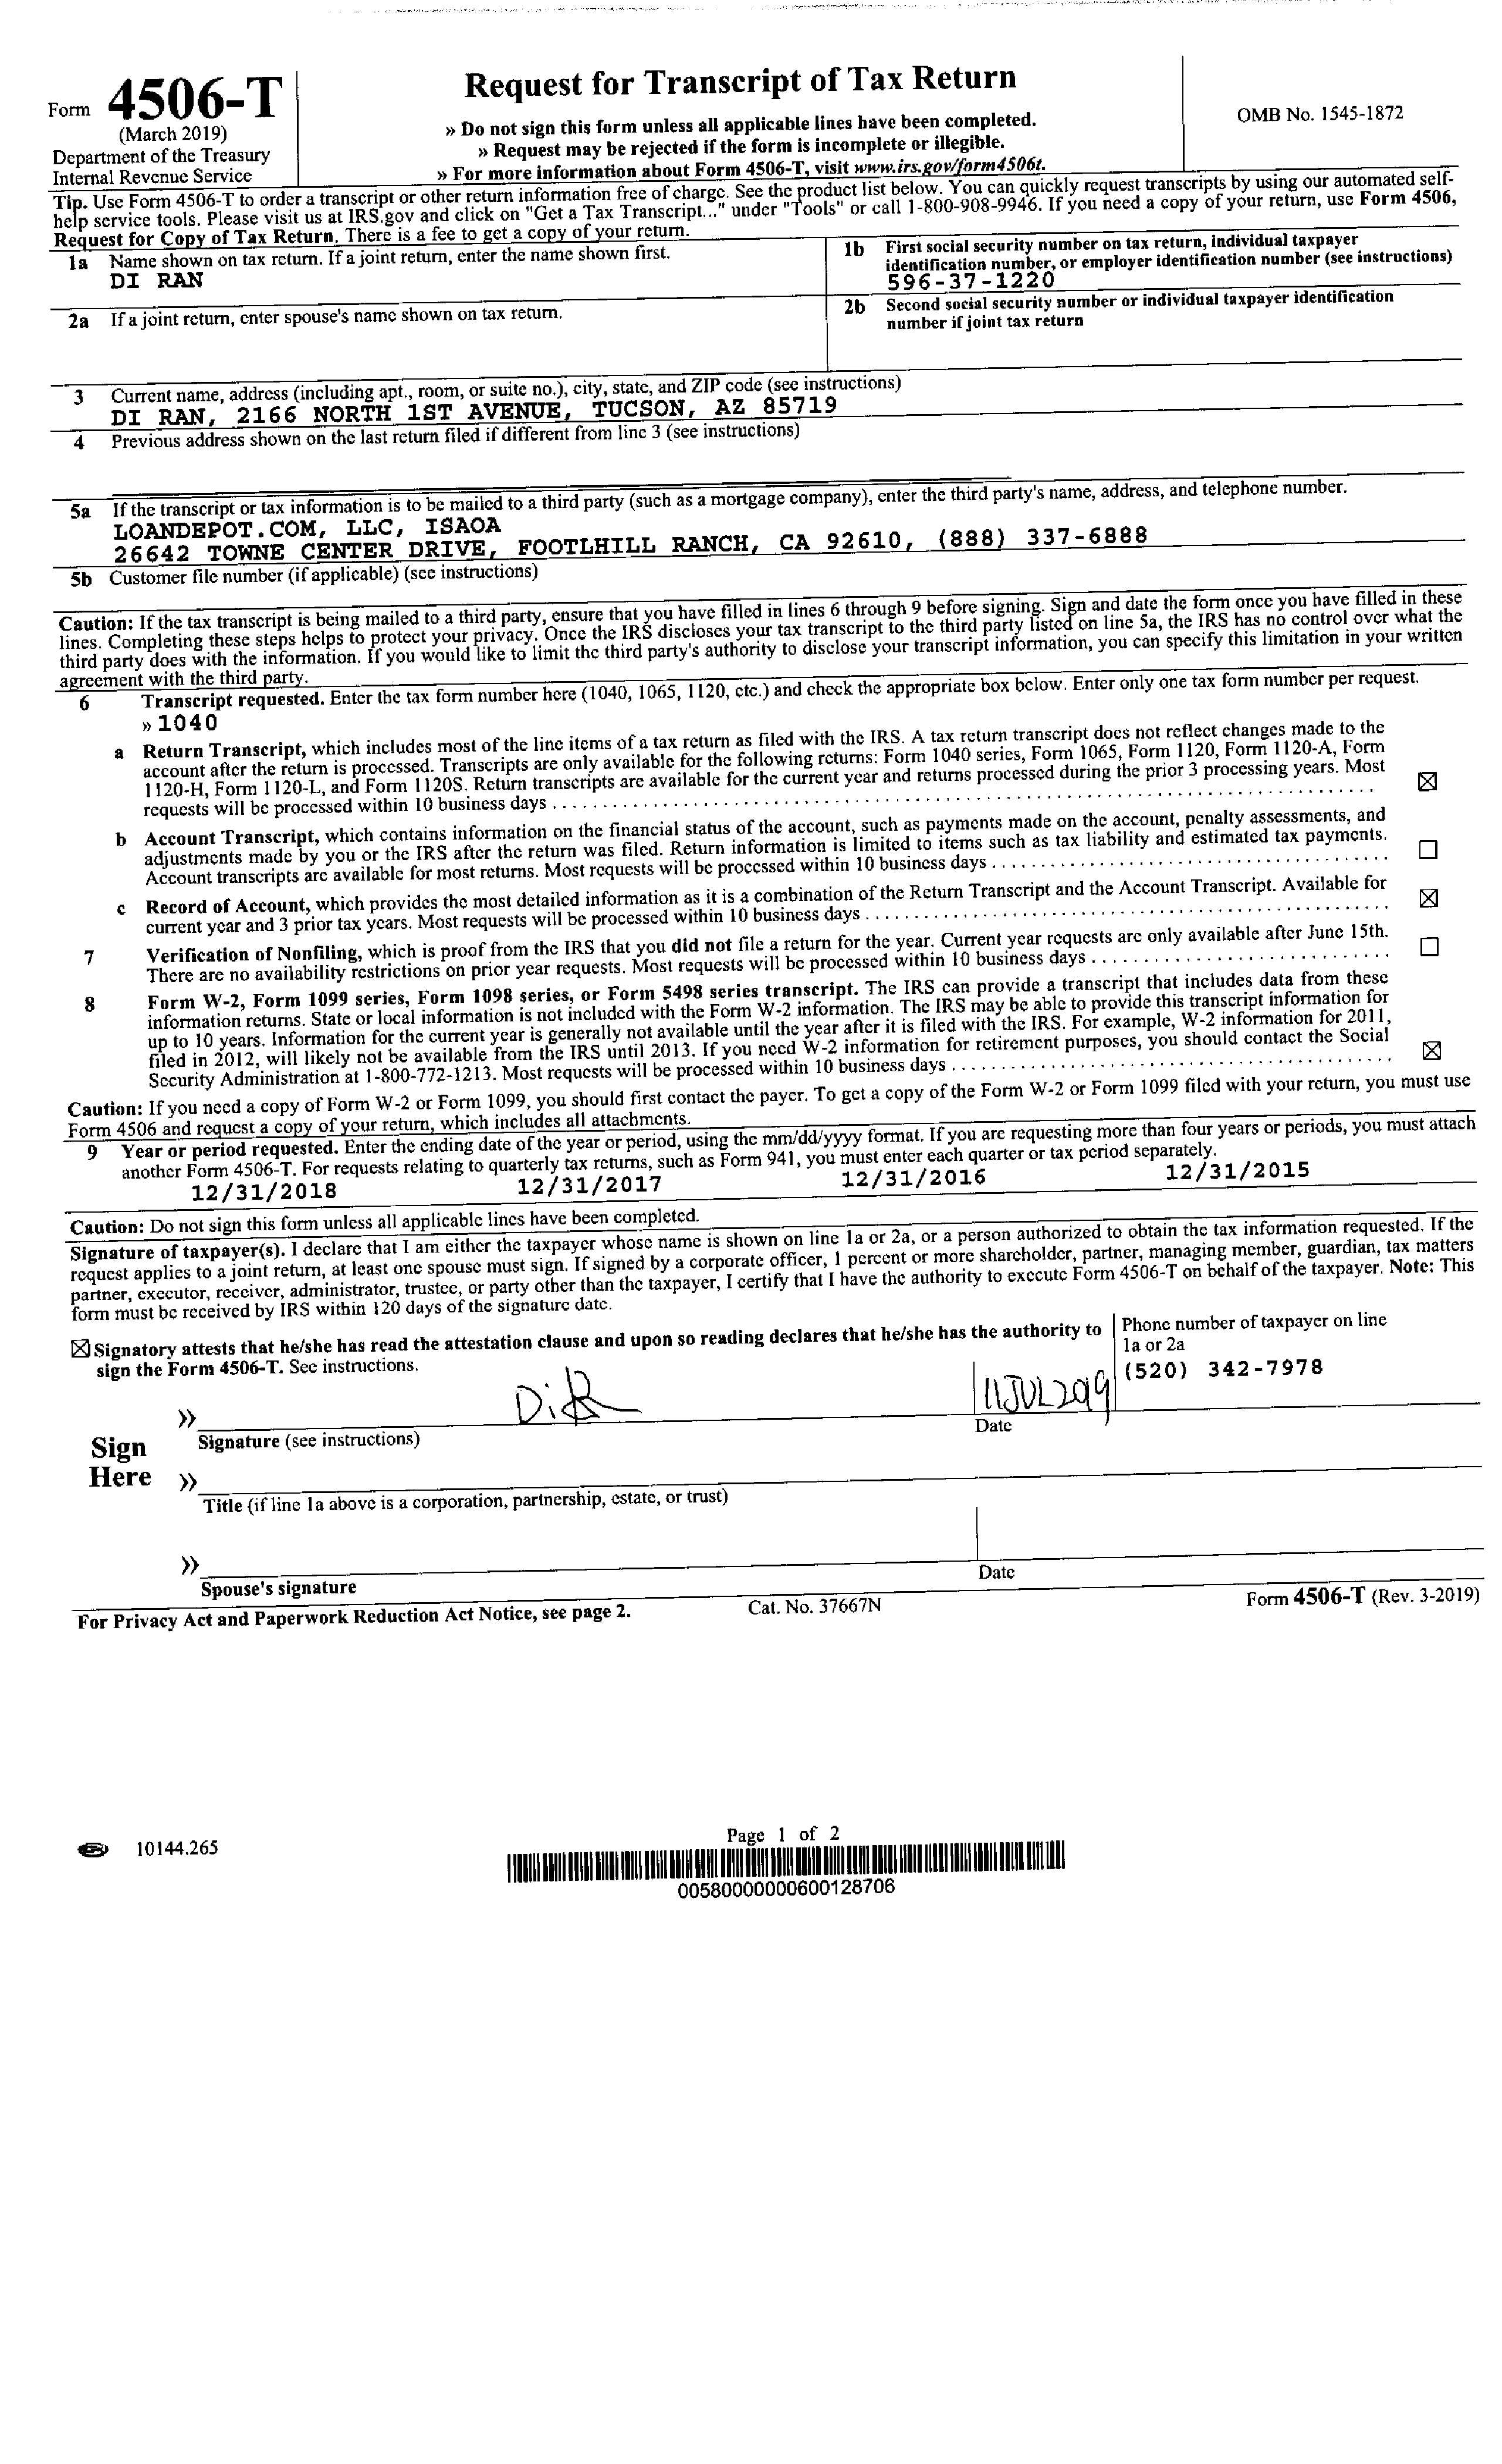 Form 4506-T
(March 2019)
Department of the Treasury
Internal Revenue Service
Request for Transcript of Tax Return
» Do not sign this form unless all applicable lines have been completed.
» Request may be rejected if the form is incomplete or illegible.
» For more information about Form 4506-T, visit www.irs.gov/form4506t.
OMB No. 1545-1872
Tip. Use Form 4506-T to order a transcript or other return information free of charge. See the product list below. You can quickly request transcripts by using our automated self-
help service tools. Please visit us at IRS.gov and click on "Get a Tax Transcript..." under "Tools" or call 1-800-908-9946. If you need a copy of your return, use Form 4506,
Request for Copy of Tax Return. There is a fee to get a copy of your return.
1a Name shown on tax return. If a joint return, enter the name shown first.
DI RAN
1b First social security number on tax return, individual taxpayer
identification number, or employer identification number (see instructions)
596-37-1220
2a If a joint return, enter spouse's name shown on tax return.
2b Second social security number or individual taxpayer identification
number if joint tax return
3 Current name, address (including apt., room, or suite no.), city, state, and ZIP code (see instructions)
DI RAN, 2166 NORTH 1ST AVENUE, TUCSON, AZ 85719
4 Previous address shown on the last return filed if different from line 3 (see instructions)
5a If the transcript or tax information is to be mailed to a third party (such as a mortgage company), enter the third party's name, address, and telephone number.
LOANDEPOT.COM, LLC, ISAOA
26642 TOWNE CENTER DRIVE, FOOTLHILL RANCH, CA 92610, (888) 337-6888
5b Customer file number (if applicable) (see instructions)
Caution: If the tax transcript is being mailed to a third party, ensure that you have filled in lines 6 through 9 before signing. Sign and date the form once you have filled in these
lines. Completing these steps helps to protect your privacy. Once the IRS discloses your tax transcript to the third party listed on line 5a, the IRS has no control over what the
third party does with the information. If you would like to limit the third party's authority to disclose your transcript information, you can specify this limitation in your written
agreement with the third party.
6 Transcript requested. Enter the tax form number here (1040, 1065, 1120, etc.) and check the appropriate box below. Enter only one tax form number per request.
» 1040
a Return Transcript, which includes most of the line items of a tax return as filed with the IRS. A tax return transcript does not reflect changes made to the
account after the return is processed. Transcripts are only available for the following returns: Form 1040 series, Form 1065, Form 1120, Form 1120-A, Form
1120-H, Form 1120-L, and Form 1120S. Return transcripts are available for the current year and returns processed during the prior 3 processing years. Most
requests will be processed within 10 business days ☒
b Account Transcript, which contains information on the financial status of the account, such as payments made on the account, penalty assessments, and
adjustments made by you or the IRS after the return was filed. Return information is limited to items such as tax liability and estimated tax payments.
Account transcripts are available for most returns. Most requests will be processed within 10 business days ☐
c Record of Account, which provides the most detailed information as it is a combination of the Return Transcript and the Account Transcript. Available for
current year and 3 prior tax years. Most requests will be processed within 10 business days ☒
7 Verification of Nonfiling, which is proof from the IRS that you did not file a return for the year. Current year requests are only available after June 15th.
There are no availability restrictions on prior year requests. Most requests will be processed within 10 business days ☐
8 Form W-2, Form 1099 series, Form 1098 series, or Form 5498 series transcript. The IRS can provide a transcript that includes data from these
information returns. State or local information is not included with the Form W-2 information. The IRS may be able to provide this transcript information for
up to 10 years. Information for the current year is generally not available until the year after it is filed with the IRS. For example, W-2 information for 2011,
filed in 2012, will likely not be available from the IRS until 2013. If you need W-2 information for retirement purposes, you should contact the Social
Security Administration at 1-800-772-1213. Most requests will be processed within 10 business days ☒
Caution: If you need a copy of Form W-2 or Form 1099, you should first contact the payer. To get a copy of the Form W-2 or Form 1099 filed with your return, you must use
Form 4506 and request a copy of your return, which includes all attachments.
9 Year or period requested. Enter the ending date of the year or period, using the mm/dd/yyyy format. If you are requesting more than four years or periods, you must attach
another Form 4506-T. For requests relating to quarterly tax returns, such as Form 941, you must enter each quarter or tax period separately.
12/31/2018 12/31/2017 12/31/2016 12/31/2015
Caution: Do not sign this form unless all applicable lines have been completed.
Signature of taxpayer(s). I declare that I am either the taxpayer whose name is shown on line 1a or 2a, or a person authorized to obtain the tax information requested. If the
request applies to a joint return, at least one spouse must sign. If signed by a corporate officer, 1 percent or more shareholder, partner, managing member, guardian, tax matters
partner, executor, receiver, administrator, trustee, or party other than the taxpayer, I certify that I have the authority to execute Form 4506-T on behalf of the taxpayer. Note: This
form must be received by IRS within 120 days of the signature date.
☒ Signatory attests that he/she has read the attestation clause and upon so reading declares that he/she has the authority to
sign the Form 4506-T. See instructions.
Phone number of taxpayer on line
1a or 2a
(520) 342-7978
11JUL2019
Sign
Here
» Signature (see instructions) Date
» Title (if line 1a above is a corporation, partnership, estate, or trust)
» Spouse's signature Date
For Privacy Act and Paperwork Reduction Act Notice, see page 2. Cat. No. 37667N Form 4506-T (Rev. 3-2019)
10144.265
Page 1 of 2
00580000000600128706